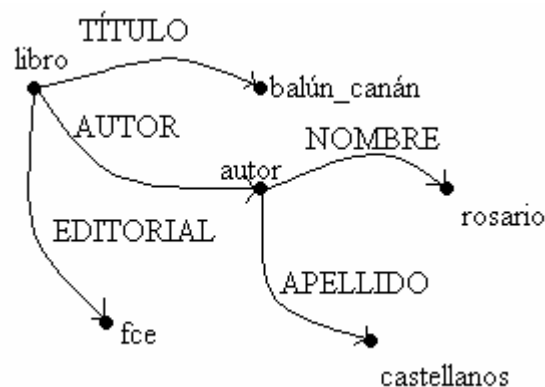 TÍTULO
libro
balún_canán
AUTOR
NOMBRE
autor
rosario
EDITORIAL
APELLIDO
fce
castellanos